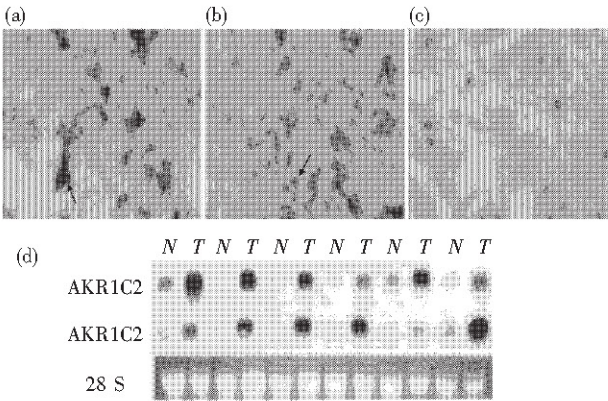 (a) (b) (c)
(d) N T N T N T N T N T N T
AKR1C2
AKR1C2
28 S